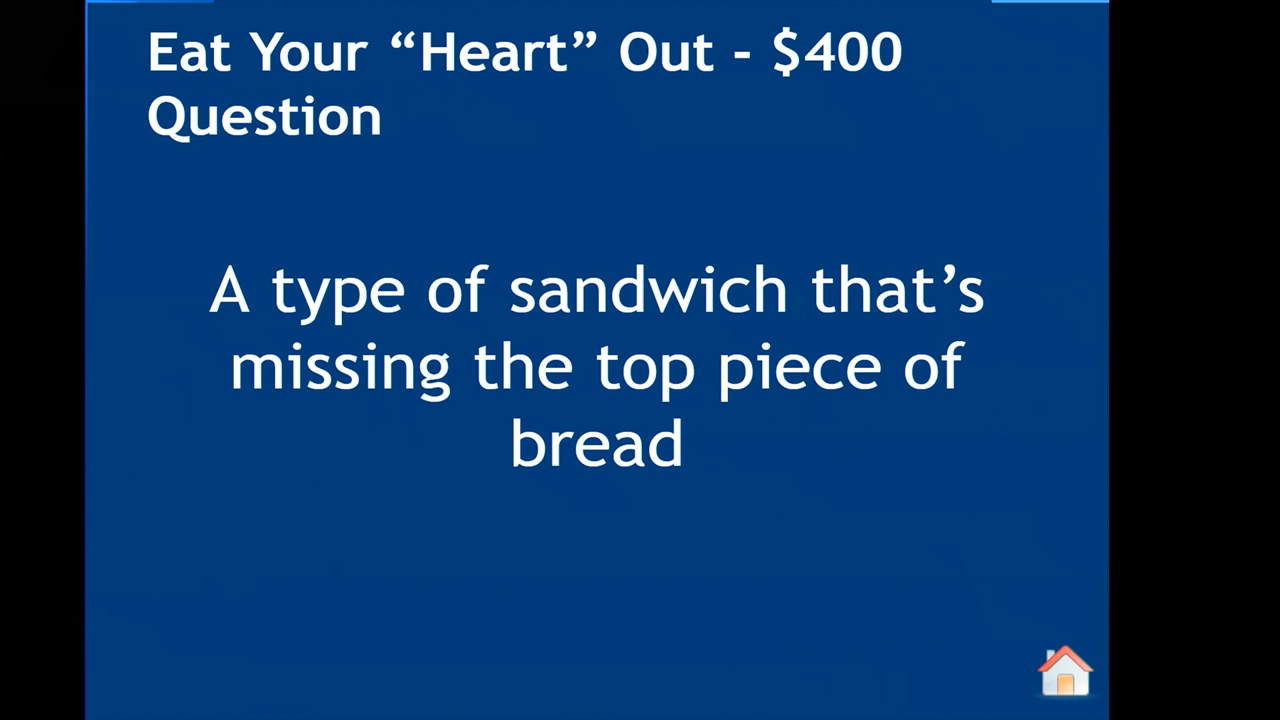 Eat Your “Heart” Out - $400
Question
A type of sandwich that’s
missing the top piece of
bread